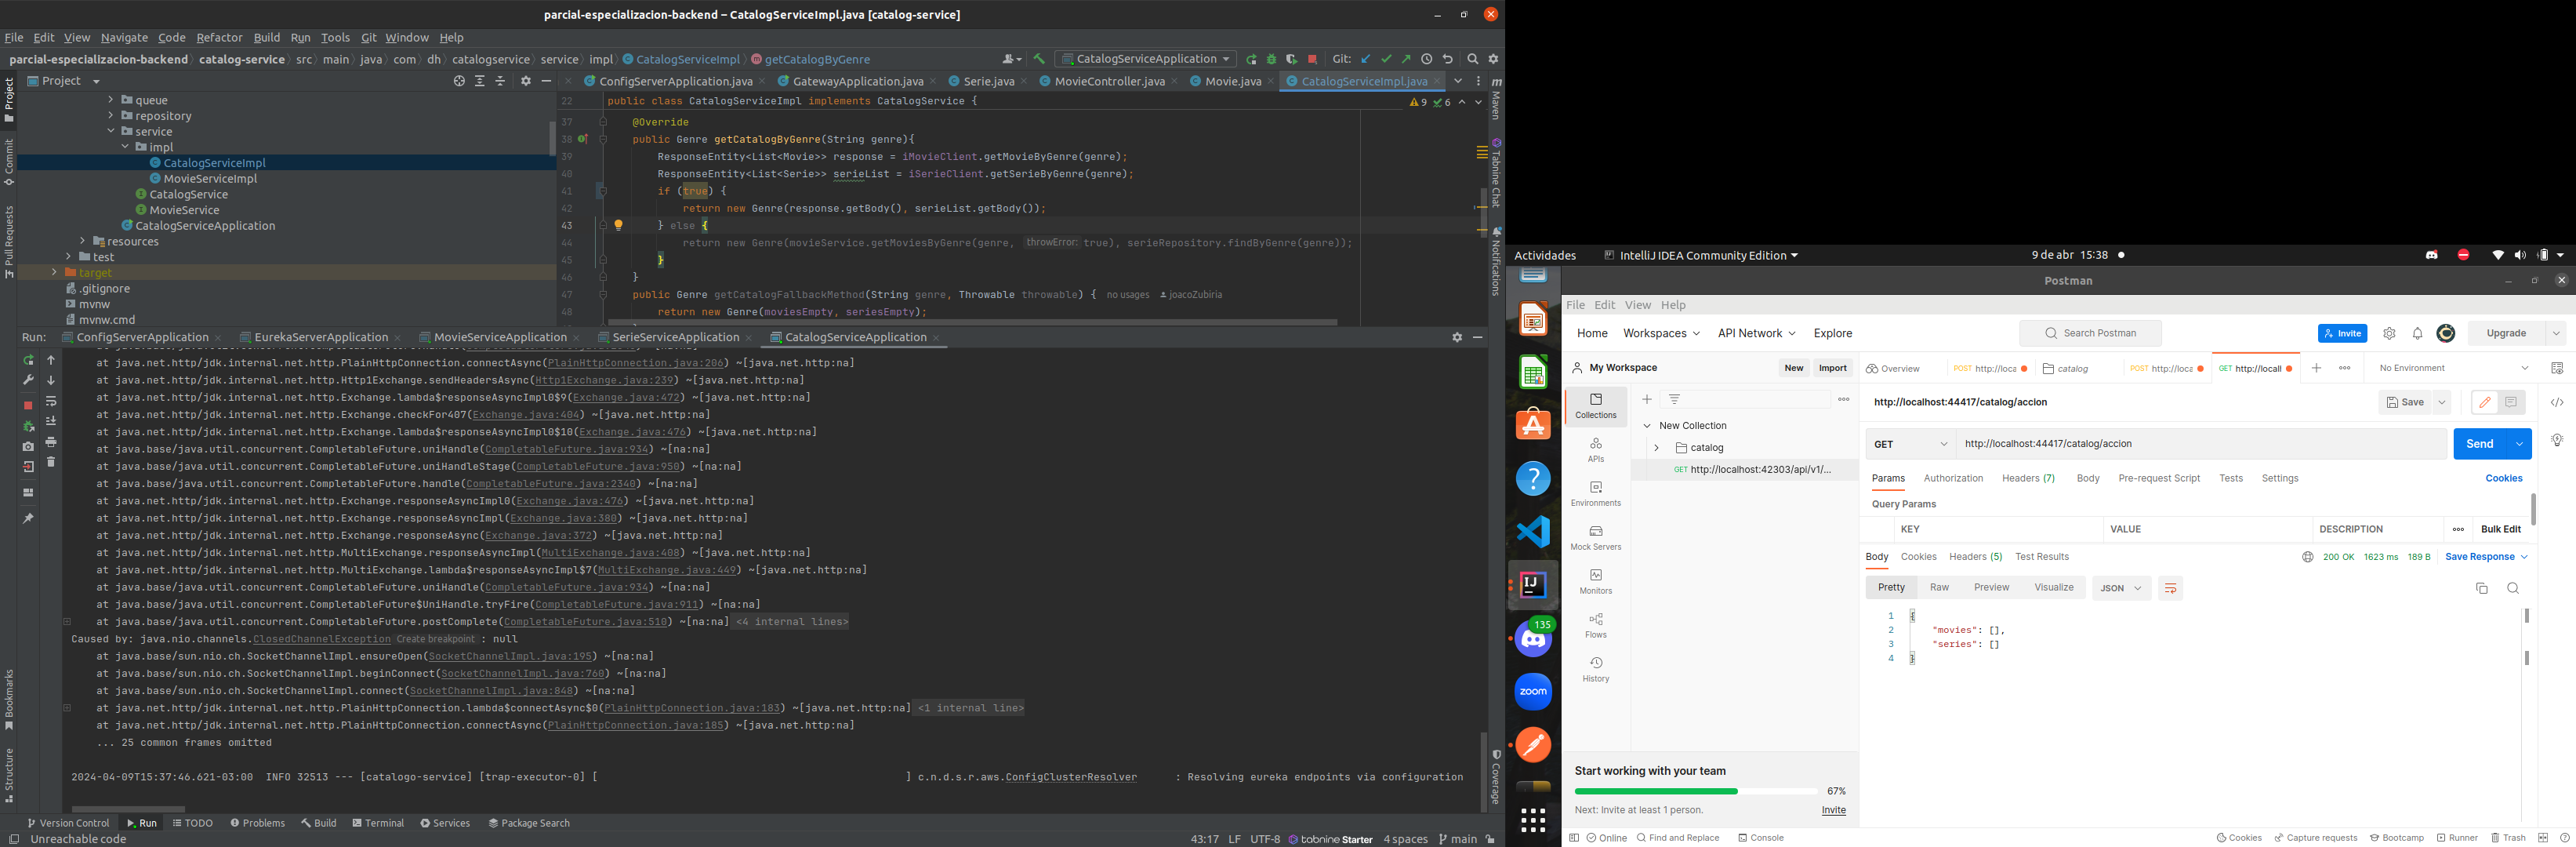 parcial-especializacion-backend – CatalogServiceImpl.java [catalog-service]
File Edit View Navigate Code Refactor Build Run Tools Git Window Help
parcial-especializacion-backend catalog-service src main java com dh catalogservice service impl CatalogServiceImpl getCatalogByGenre
CatalogServiceApplication Git:
Project
ConfigServerApplication.java GatewayApplication.java Serie.java MovieController.java Movie.java CatalogServiceImpl.java
queue
repository
service
impl
CatalogServiceImpl
MovieServiceImpl
CatalogService
MovieService
CatalogServiceApplication
resources
test
target
.gitignore
mvnw
mvnw.cmd
22 public class CatalogServiceImpl implements CatalogService {
9 6
37 @Override
38 public Genre getCatalogByGenre(String genre){
39 ResponseEntity<List<Movie>> response = iMovieClient.getMovieByGenre(genre);
40 ResponseEntity<List<Serie>> serieList = iSerieClient.getSerieByGenre(genre);
41 if (true) {
42 return new Genre(response.getBody(), serieList.getBody());
43 } else {
44 return new Genre(movieService.getMoviesByGenre(genre, throwError: true), serieRepository.findByGenre(genre));
45 }
46 }
47 public Genre getCatalogFallbackMethod(String genre, Throwable throwable) { no usages joacoZubiria
48 return new Genre(moviesEmpty, seriesEmpty);
Project
Commit
Pull Requests
Bookmarks
Structure
Maven
Tabnine Chat
Notifications
Coverage
Run: ConfigServerApplication EurekaServerApplication MovieServiceApplication SerieServiceApplication CatalogServiceApplication
at java.net.http/jdk.internal.net.http.PlainHttpConnection.connectAsync(PlainHttpConnection.java:206) ~[java.net.http:na]
at java.net.http/jdk.internal.net.http.Http1Exchange.sendHeadersAsync(Http1Exchange.java:239) ~[java.net.http:na]
at java.net.http/jdk.internal.net.http.Exchange.lambda$responseAsyncImpl0$9(Exchange.java:472) ~[java.net.http:na]
at java.net.http/jdk.internal.net.http.Exchange.checkFor407(Exchange.java:404) ~[java.net.http:na]
at java.net.http/jdk.internal.net.http.Exchange.lambda$responseAsyncImpl0$10(Exchange.java:476) ~[java.net.http:na]
at java.base/java.util.concurrent.CompletableFuture.uniHandle(CompletableFuture.java:934) ~[na:na]
at java.base/java.util.concurrent.CompletableFuture.uniHandleStage(CompletableFuture.java:950) ~[na:na]
at java.base/java.util.concurrent.CompletableFuture.handle(CompletableFuture.java:2340) ~[na:na]
at java.net.http/jdk.internal.net.http.Exchange.responseAsyncImpl0(Exchange.java:476) ~[java.net.http:na]
at java.net.http/jdk.internal.net.http.Exchange.responseAsyncImpl(Exchange.java:380) ~[java.net.http:na]
at java.net.http/jdk.internal.net.http.Exchange.responseAsync(Exchange.java:372) ~[java.net.http:na]
at java.net.http/jdk.internal.net.http.MultiExchange.responseAsyncImpl(MultiExchange.java:408) ~[java.net.http:na]
at java.net.http/jdk.internal.net.http.MultiExchange.lambda$responseAsyncImpl$7(MultiExchange.java:449) ~[java.net.http:na]
at java.base/java.util.concurrent.CompletableFuture.uniHandle(CompletableFuture.java:934) ~[na:na]
at java.base/java.util.concurrent.CompletableFuture$UniHandle.tryFire(CompletableFuture.java:911) ~[na:na]
at java.base/java.util.concurrent.CompletableFuture.postComplete(CompletableFuture.java:510) ~[na:na] <4 internal lines>
Caused by: java.nio.channels.ClosedChannelException Create breakpoint : null
at java.base/sun.nio.ch.SocketChannelImpl.ensureOpen(SocketChannelImpl.java:195) ~[na:na]
at java.base/sun.nio.ch.SocketChannelImpl.beginConnect(SocketChannelImpl.java:760) ~[na:na]
at java.base/sun.nio.ch.SocketChannelImpl.connect(SocketChannelImpl.java:848) ~[na:na]
at java.net.http/jdk.internal.net.http.PlainHttpConnection.lambda$connectAsync$0(PlainHttpConnection.java:183) ~[java.net.http:na] <1 internal line>
at java.net.http/jdk.internal.net.http.PlainHttpConnection.connectAsync(PlainHttpConnection.java:185) ~[java.net.http:na]
... 25 common frames omitted
2024-04-09T15:37:46.621-03:00 INFO 32513 --- [catalogo-service] [trap-executor-0] [ ] c.n.d.s.r.aws.ConfigClusterResolver : Resolving eureka endpoints via configuration
Version Control Run TODO Problems Build Terminal Services Package Search
Unreachable code
43:17 LF UTF-8 tabnine Starter 4 spaces main
Actividades IntelliJ IDEA Community Edition 9 de abr 15:38
Postman
File Edit View Help
Home Workspaces API Network Explore Search Postman Invite Upgrade
My Workspace New Import
Overview POST http://loca catalog POST http://loca GET http://locall No Environment
Collections
APIs
Environments
Mock Servers
Monitors
Flows
History
New Collection
catalog
GET http://localhost:42303/api/v1/...
http://localhost:44417/catalog/accion Save
GET http://localhost:44417/catalog/accion Send
Params Authorization Headers (7) Body Pre-request Script Tests Settings Cookies
Query Params
KEY VALUE DESCRIPTION Bulk Edit
Body Cookies Headers (5) Test Results 200 OK 1623 ms 189 B Save Response
Pretty Raw Preview Visualize JSON
1 {
2 "movies": [],
3 "series": []
4 }
135
zoom
Start working with your team
67%
Next: Invite at least 1 person. Invite
Online Find and Replace Console Cookies Capture requests Bootcamp Runner Trash